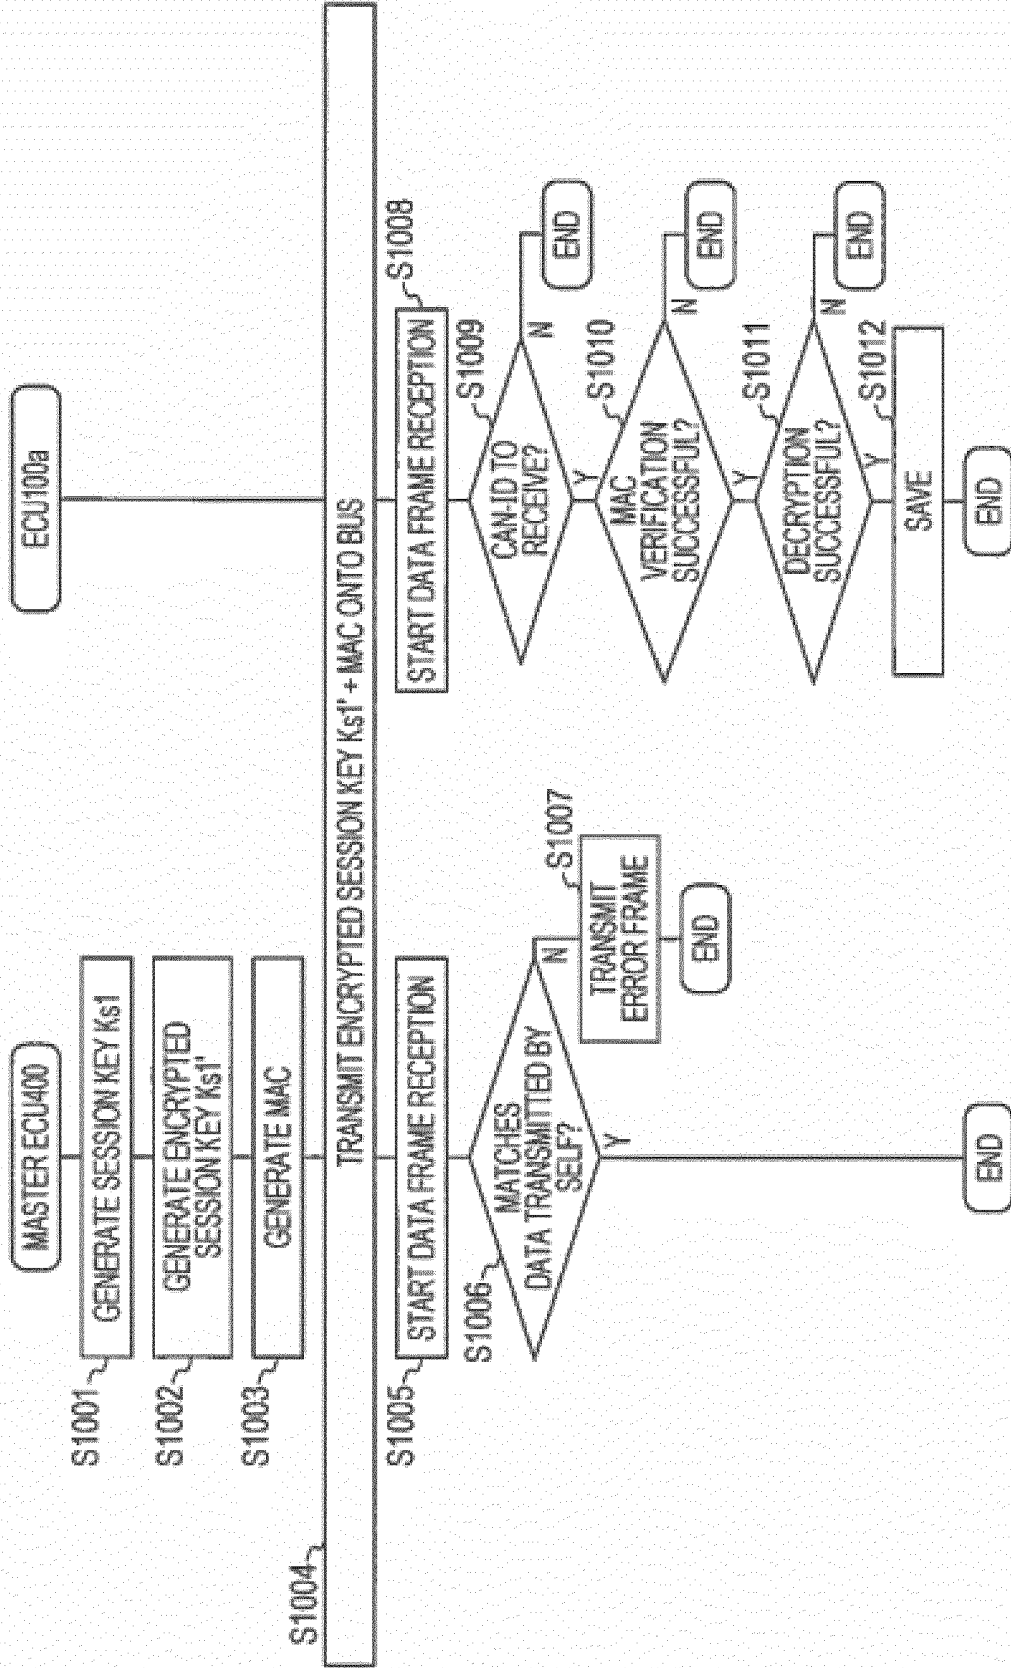 MASTER ECU400
S1001
GENERATE SESSION KEY Ks1
S1002
GENERATE ENCRYPTED
SESSION KEY Ks1'
S1003
GENERATE MAC
ECU100a
S1004
TRANSMIT ENCRYPTED SESSION KEY Ks1' + MAC ONTO BUS
S1005
START DATA FRAME RECEPTION
S1006
MATCHES
DATA TRANSMITTED BY
SELF?
N
Y
S1007
TRANSMIT
ERROR FRAME
END
END
S1008
START DATA FRAME RECEPTION
S1009
CAN-ID TO
RECEIVE?
N
END
Y
S1010
MAC
VERIFICATION
SUCCESSFUL?
N
END
Y
S1011
DECRYPTION
SUCCESSFUL?
N
END
Y
S1012
SAVE
END